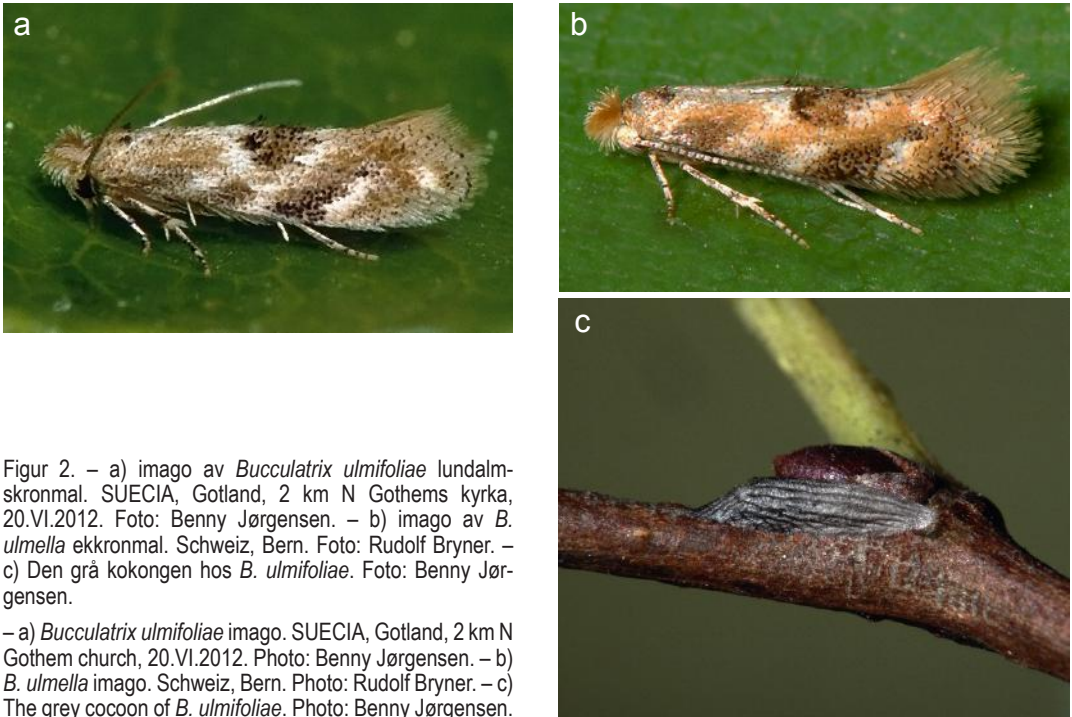 a
b
c
Figur 2. – a) imago av Bucculatrix ulmifoliae lundalm-
skronmal. SUECIA, Gotland, 2 km N Gothems kyrka,
20.VI.2012. Foto: Benny Jørgensen. – b) imago av B.
ulmella ekkronmal. Schweiz, Bern. Foto: Rudolf Bryner. –
c) Den grå kokongen hos B. ulmifoliae. Foto: Benny Jør-
gensen.
– a) Bucculatrix ulmifoliae imago. SUECIA, Gotland, 2 km N
Gothem church, 20.VI.2012. Photo: Benny Jørgensen. – b)
B. ulmella imago. Schweiz, Bern. Photo: Rudolf Bryner. – c)
The grey cocoon of B. ulmifoliae. Photo: Benny Jørgensen.